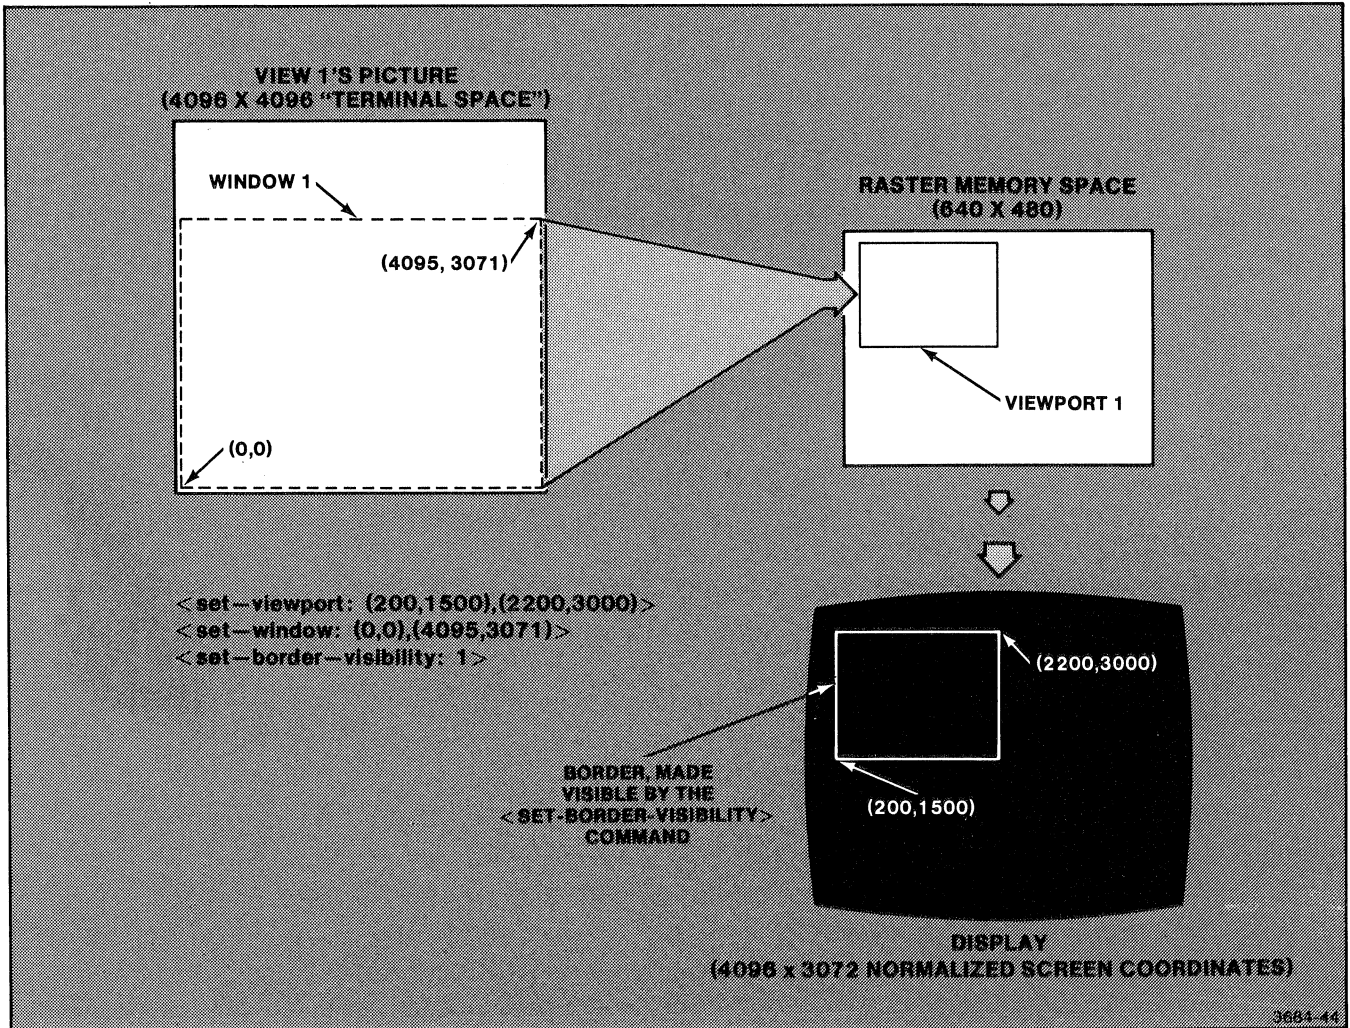 VIEW 1'S PICTURE
(4096 X 4096 "TERMINAL SPACE")
WINDOW 1
(4095, 3071)
(0,0)
RASTER MEMORY SPACE
(640 X 480)
VIEWPORT 1
<set—viewport: (200,1500),(2200,3000)>
<set—window: (0,0),(4095,3071)>
<set—border—visibility: 1>
(2200,3000)
(200,1500)
BORDER, MADE
VISIBLE BY THE
<SET-BORDER-VISIBILITY>
COMMAND
DISPLAY
(4096 x 3072 NORMALIZED SCREEN COORDINATES)
3684-44